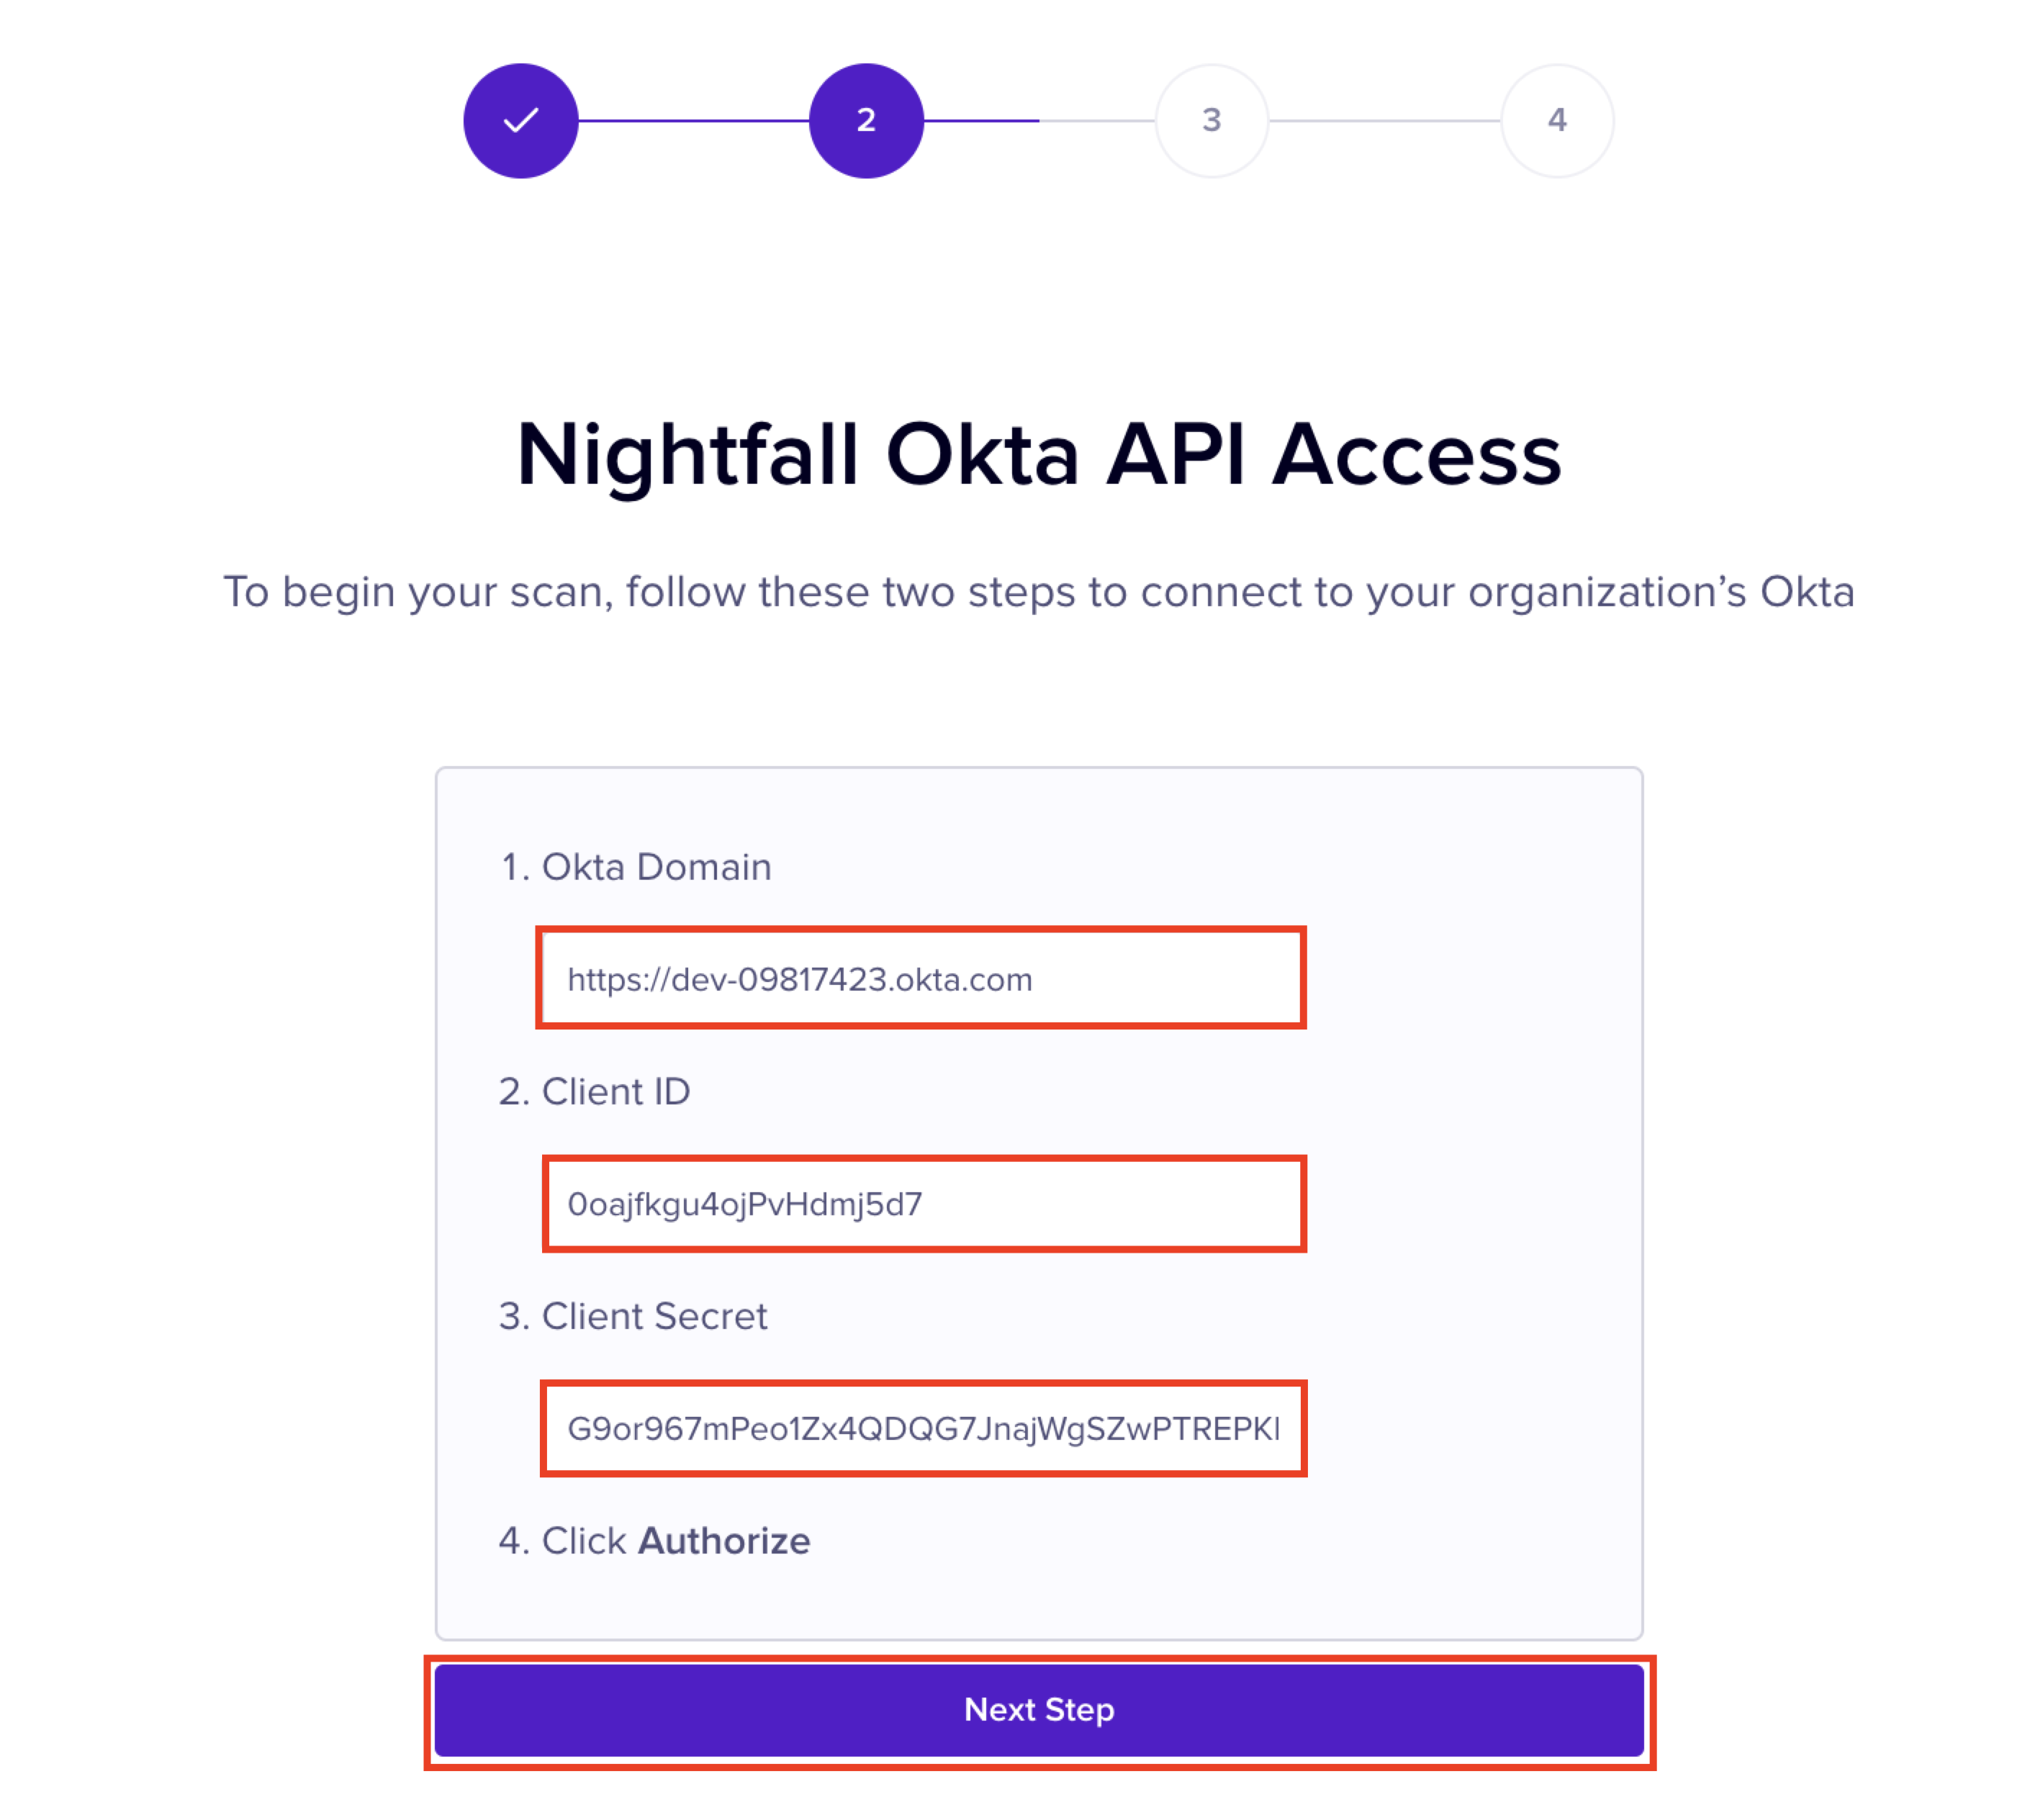 2
3
4
Nightfall Okta API Access
To begin your scan, follow these two steps to connect to your organization’s Okta
1. Okta Domain
https://dev-09817423.okta.com
2. Client ID
0oajfkgu4ojPvHdmj5d7
3. Client Secret
G9or967mPeo1Zx4QDQG7JnajWgSZwPTREPKl
4. Click Authorize
Next Step